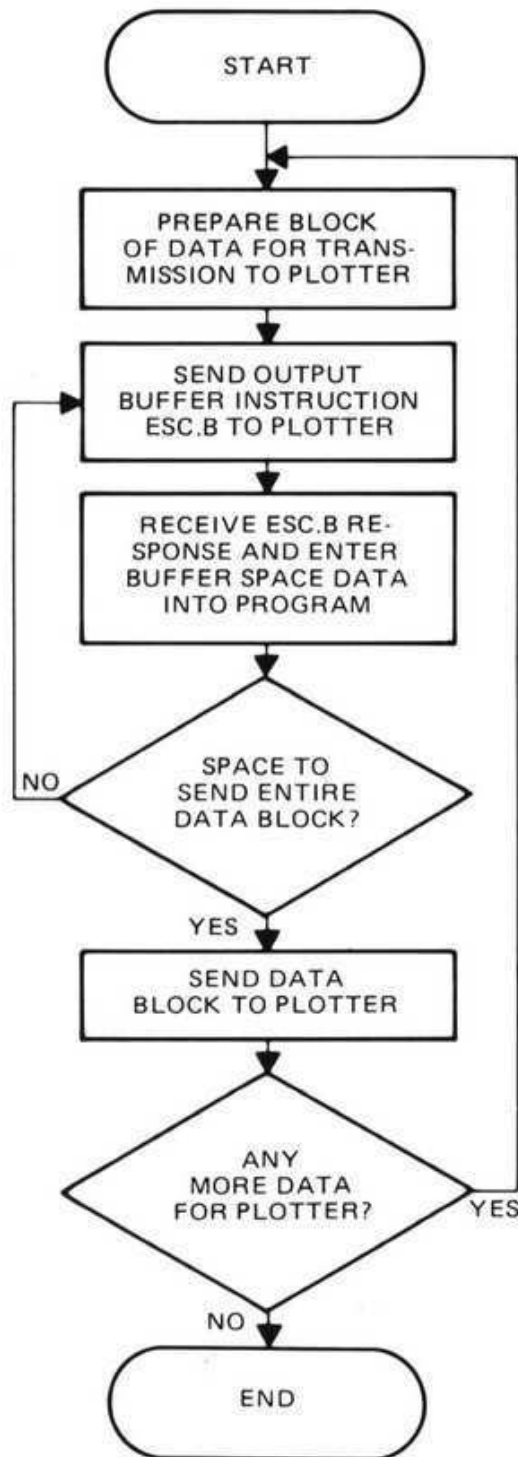 START
PREPARE BLOCK
OF DATA FOR TRANS-
MISSION TO PLOTTER
SEND OUTPUT
BUFFER INSTRUCTION
ESC.B TO PLOTTER
RECEIVE ESC.B RE-
SPONSE AND ENTER
BUFFER SPACE DATA
INTO PROGRAM
SPACE TO
SEND ENTIRE
DATA BLOCK?
NO
YES
SEND DATA
BLOCK TO PLOTTER
ANY
MORE DATA
FOR PLOTTER?
YES
NO
END